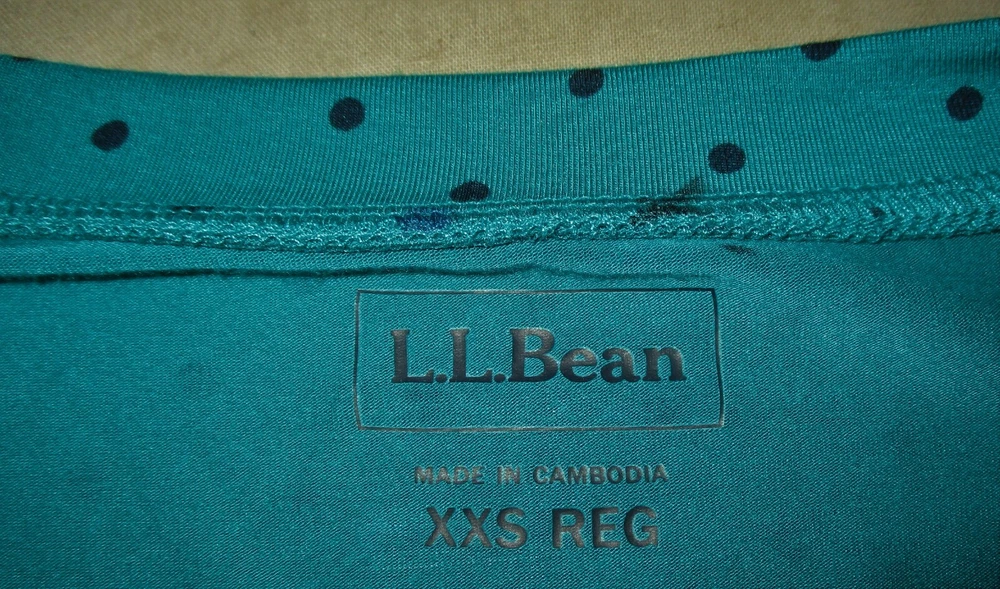 L.L.Bean
MADE IN CAMBODIA
XXS REG